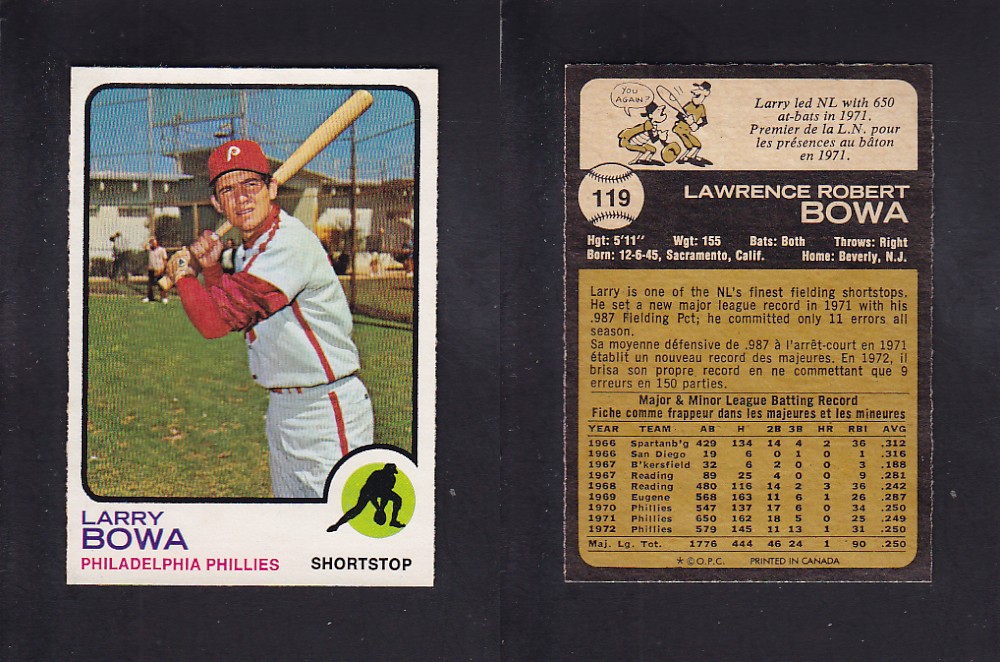 P
LARRY
BOWA
PHILADELPHIA PHILLIES SHORTSTOP
YOU
AGAIN?
Larry led NL with 650
at-bats in 1971.
Premier de la L.N. pour
les présences au bâton
en 1971.
119
LAWRENCE ROBERT
BOWA
Hgt: 5'11" Wgt: 155 Bats: Both Throws: Right
Born: 12-6-45, Sacramento, Calif. Home: Beverly, N.J.
Larry is one of the NL's finest fielding shortstops.
He set a new major league record in 1971 with his
.987 Fielding Pct; he committed only 11 errors all
season.
Sa moyenne défensive de .987 à l'arrêt-court en 1971
établit un nouveau record des majeures. En 1972, il
brisa son propre record en ne commettant que 9
erreurs en 150 parties.
Major & Minor League Batting Record
Fiche comme frappeur dans les majeures et les mineures
YEAR TEAM AB H 2B 3B HR RBI AVG
1966 Spartanb'g 429 134 14 4 2 36 .312
1966 San Diego 19 6 0 1 0 1 .316
1967 B'kersfield 32 6 2 0 0 3 .188
1967 Reading 89 25 4 0 0 9 .281
1968 Reading 480 116 14 2 3 36 .242
1969 Eugene 568 163 11 6 1 26 .287
1970 Phillies 547 137 17 6 0 34 .250
1971 Phillies 650 162 18 5 0 25 .249
1972 Phillies 579 145 11 13 1 31 .250
Maj. Lg. Tot. 1776 444 46 24 1 90 .250
* © O.P.C. PRINTED IN CANADA